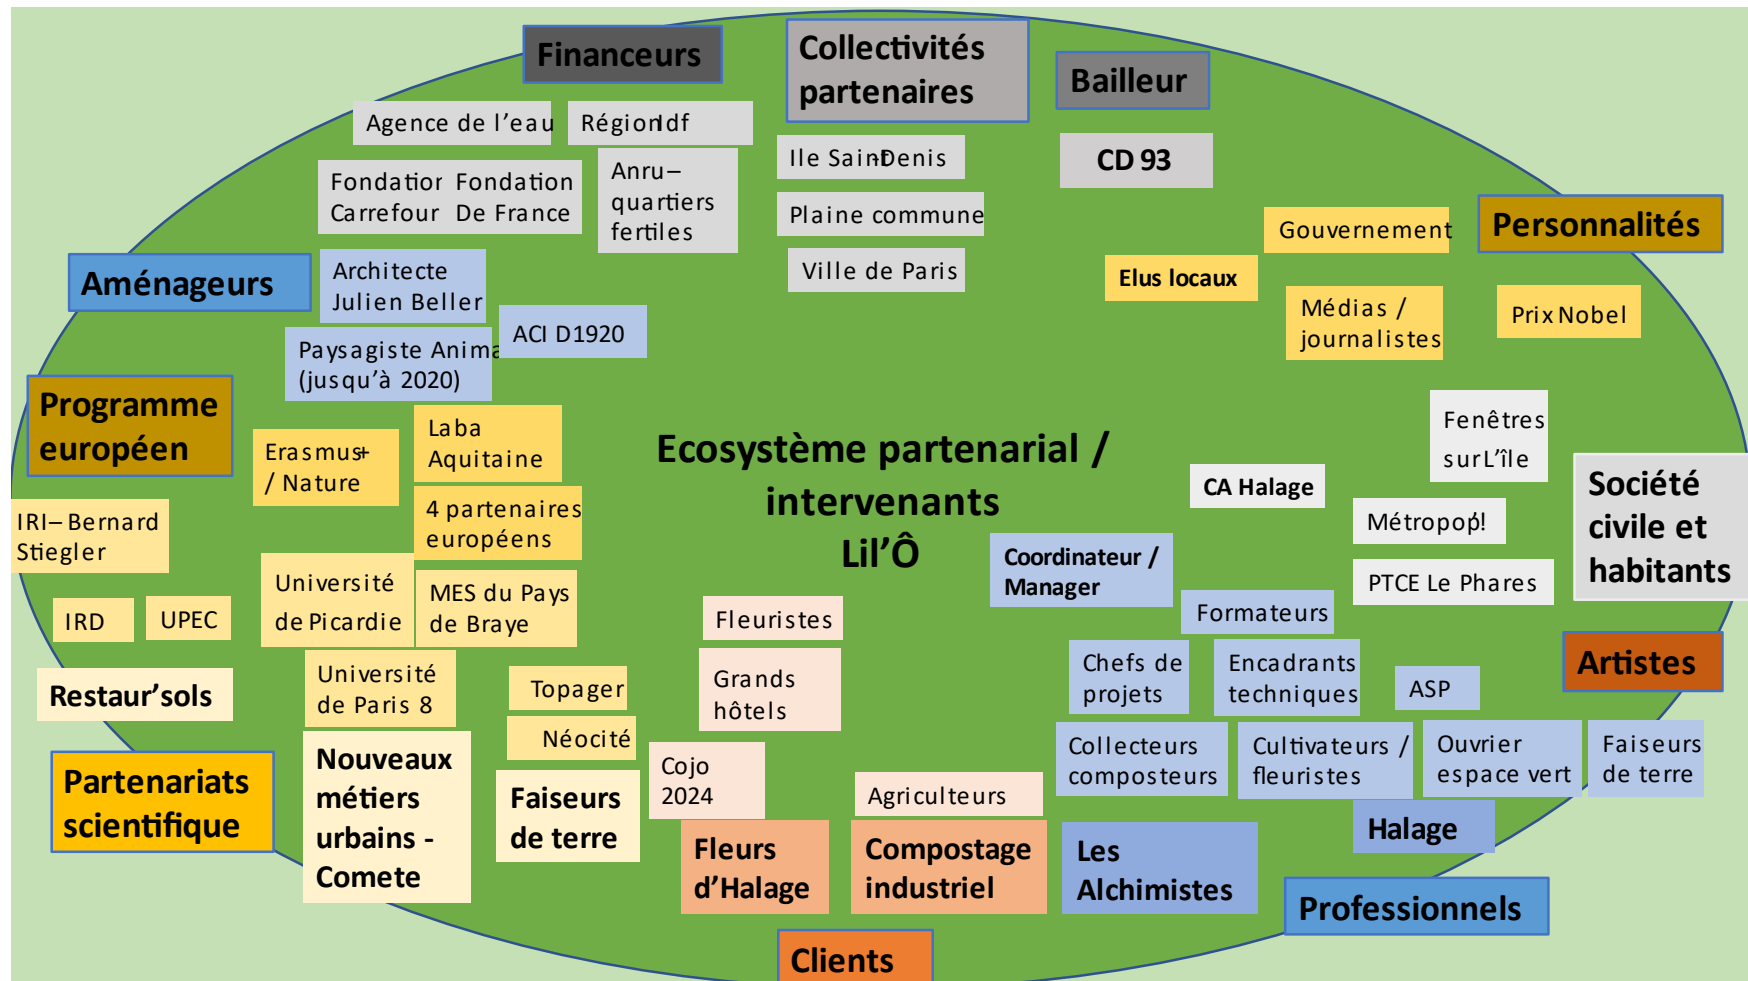 Financeurs
Collectivités
partenaires
Bailleur
Agence de l'eau
Région Idf
Ile Saint-Denis
CD 93
Fondation
Carrefour
Fondation
De France
Anru –
quartiers
fertiles
Plaine commune
Ville de Paris
Gouvernement
Personnalités
Elus locaux
Médias /
journalistes
Prix Nobel
Aménageurs
Architecte
Julien Beller
ACI D1920
Paysagiste Anima
(jusqu'à 2020)
Programme
européen
Erasmus+
/ Nature
Laba
Aquitaine
4 partenaires
européens
Ecosystème partenarial /
intervenants
Lil'Ô
Fenêtres
sur L'île
CA Halage
Métropop'!
PTCE Le Phares
Société
civile et
habitants
IRI – Bernard
Stiegler
IRD
UPEC
Université
de Picardie
MES du Pays
de Braye
Restaur'sols
Université
de Paris 8
Topager
Néocité
Partenariats
scientifique
Nouveaux
métiers
urbains -
Comete
Faiseurs
de terre
Fleuristes
Grands
hôtels
Cojo
2024
Agriculteurs
Fleurs
d'Halage
Compostage
industriel
Clients
Coordinateur /
Manager
Formateurs
Chefs de
projets
Encadrants
techniques
ASP
Artistes
Collecteurs
composteurs
Cultivateurs /
fleuristes
Ouvrier
espace vert
Faiseurs
de terre
Les
Alchimistes
Halage
Professionnels